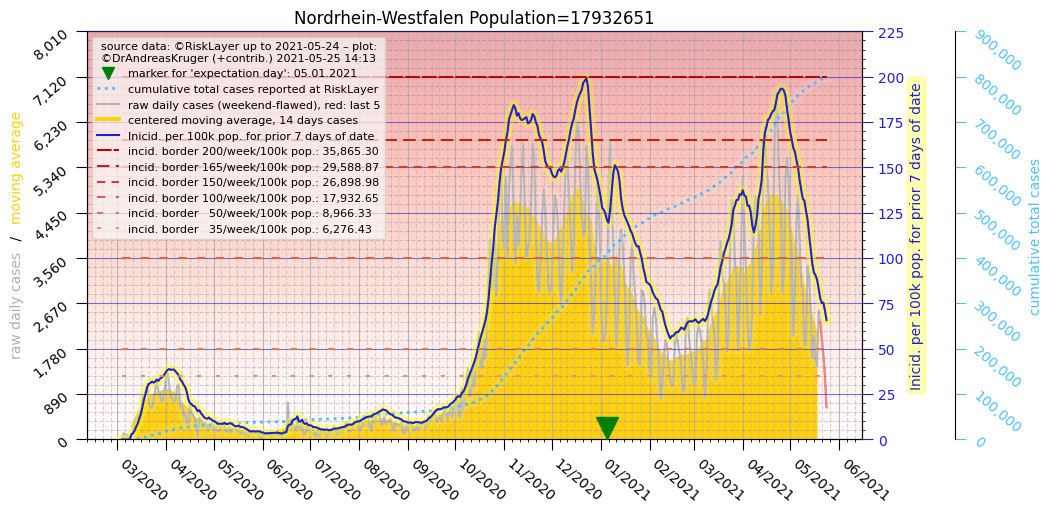 Nordrhein-Westfalen Population=17932651
source data: ©RiskLayer up to 2021-05-24 – plot:
©DrAndreasKruger (+contrib.) 2021-05-25 14:13
marker for 'expectation day': 05.01.2021
cumulative total cases reported at RiskLayer
raw daily cases (weekend-flawed), red: last 5
centered moving average, 14 days cases
Inicid. per 100k pop. for prior 7 days of date
incid. border 200/week/100k pop.: 35,865.30
incid. border 165/week/100k pop.: 29,588.87
incid. border 150/week/100k pop.: 26,898.98
incid. border 100/week/100k pop.: 17,932.65
incid. border   50/week/100k pop.: 8,966.33
incid. border   35/week/100k pop.: 6,276.43
raw daily cases / moving average
8,010
7,120
6,230
5,340
4,450
3,560
2,670
1,780
890
0
03/2020
04/2020
05/2020
06/2020
07/2020
08/2020
09/2020
10/2020
11/2020
12/2020
01/2021
02/2021
03/2021
04/2021
05/2021
06/2021
225
200
175
150
125
100
75
50
25
0
Inicid. per 100k pop. for prior 7 days of date
900,000
800,000
700,000
600,000
500,000
400,000
300,000
200,000
100,000
0
cumulative total cases